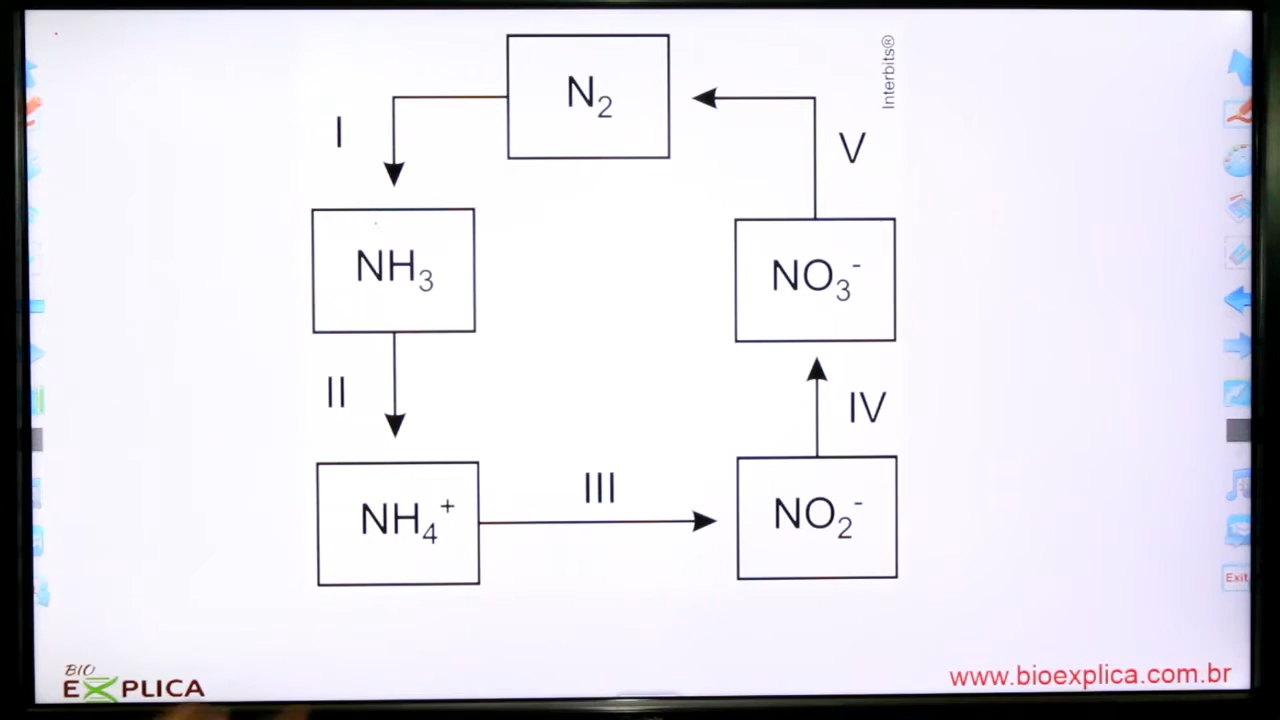 N₂
Interbits®
I
V
NH₃
NO₃⁻
II
IV
NH₄⁺
III
NO₂⁻
Exit
BIO
EXPLICA
www.bioexplica.com.br